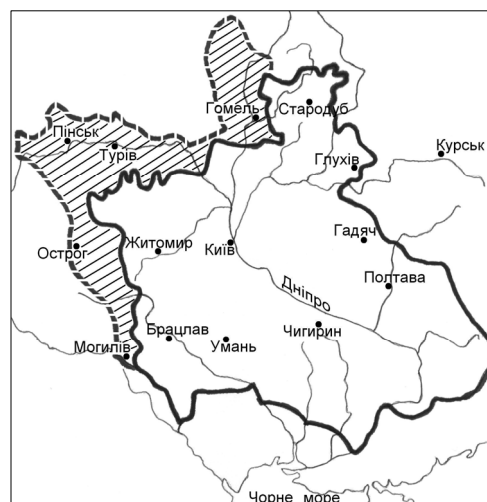 Гомель
Стародуб
Пінськ
Турів
Курськ
Глухів
Острог
Житомир
Київ
Гадяч
Дніпро
Полтава
Могилів
Брацлав
Умань
Чигирин
Чорне море